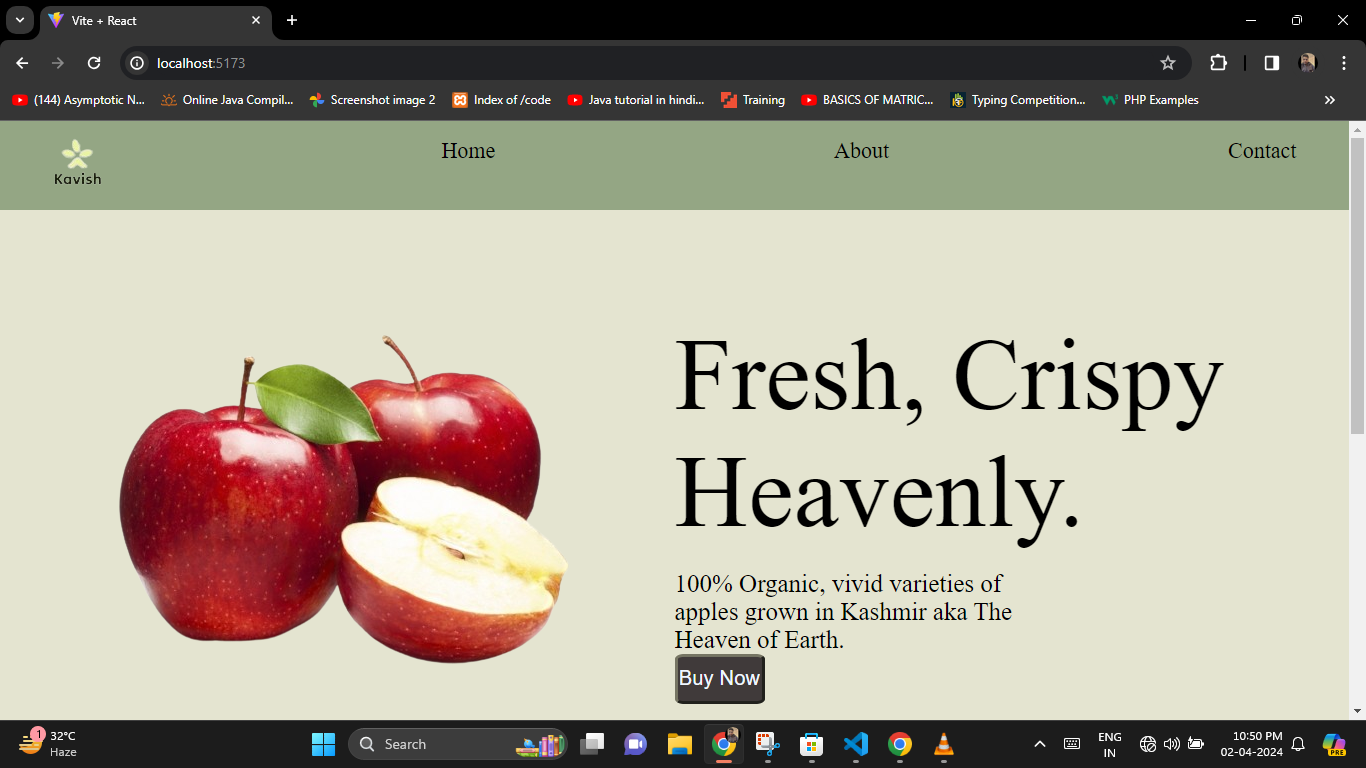 Vite + React
localhost:5173
(144) Asymptotic N... Online Java Compil... Screenshot image 2 Index of /code Java tutorial in hindi... Training BASICS OF MATRIC... Typing Competition... PHP Examples
Kavish Home About Contact
Fresh, Crispy
Heavenly.
100% Organic, vivid varieties of
apples grown in Kashmir aka The
Heaven of Earth.
Buy Now
1 32°C
Haze
Search
PRE
ENG
IN
10:50 PM
02-04-2024